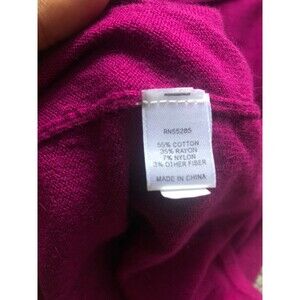 RN55285
55% COTTON
35% RAYON
7% NYLON
3% OTHER FIBER
MADE IN CHINA